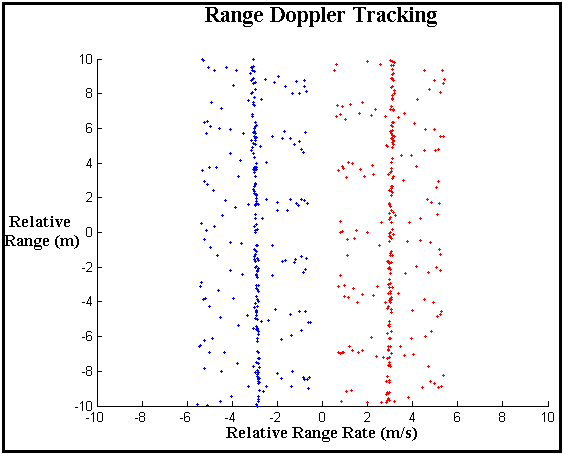 Range Doppler Tracking
10
8
6
4
2
0
-2
-4
-6
-8
-10
Relative
Range (m)
-10 -8 -6 -4 -2 0 2 4 6 8 10
Relative Range Rate (m/s)